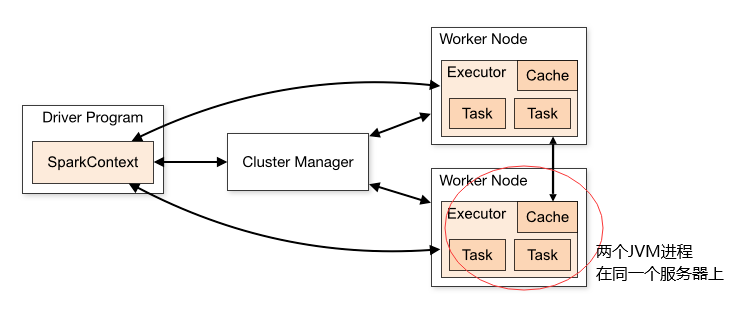 Worker Node
Executor
Cache
Task
Task
Driver Program
SparkContext
Cluster Manager
Worker Node
Executor
Cache
Task
Task
两个JVM进程
在同一个服务器上